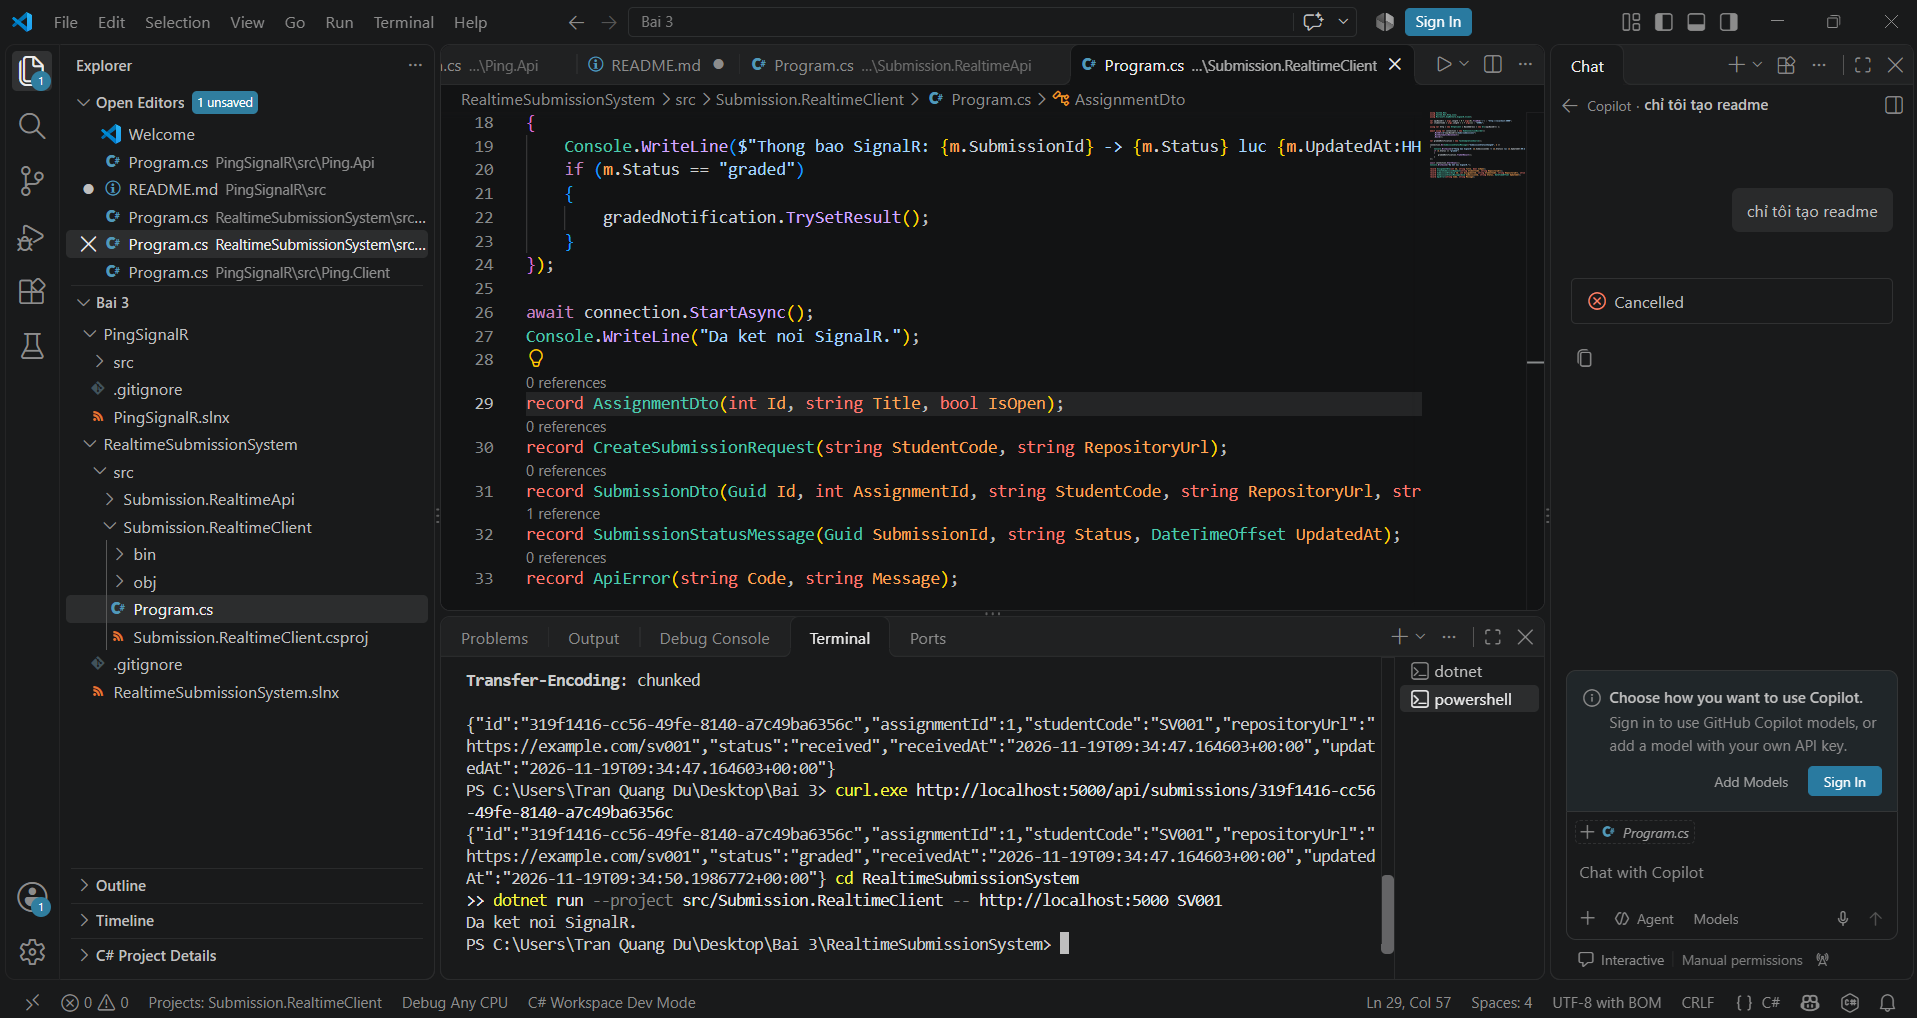 File Edit Selection View Go Run Terminal Help
Bai 3
Sign In
Explorer
Open Editors 1 unsaved
Welcome
Program.cs PingSignalR\src\Ping.Api
README.md PingSignalR\src
Program.cs RealtimeSubmissionSystem\src...
Program.cs RealtimeSubmissionSystem\src...
Program.cs PingSignalR\src\Ping.Client
Bai 3
PingSignalR
src
.gitignore
PingSignalR.slnx
RealtimeSubmissionSystem
src
Submission.RealtimeApi
Submission.RealtimeClient
bin
obj
Program.cs
Submission.RealtimeClient.csproj
.gitignore
RealtimeSubmissionSystem.slnx
Outline
Timeline
C# Project Details
.cs ...\Ping.Api
README.md
Program.cs ...\Submission.RealtimeApi
Program.cs ...\Submission.RealtimeClient
RealtimeSubmissionSystem > src > Submission.RealtimeClient > Program.cs > AssignmentDto
18 {
19 Console.WriteLine($"Thong bao SignalR: {m.SubmissionId} -> {m.Status} luc {m.UpdatedAt:HH
20 if (m.Status == "graded")
21 {
22 gradedNotification.TrySetResult();
23 }
24 });
25
26 await connection.StartAsync();
27 Console.WriteLine("Da ket noi SignalR.");
28
0 references
29 record AssignmentDto(int Id, string Title, bool IsOpen);
0 references
30 record CreateSubmissionRequest(string StudentCode, string RepositoryUrl);
0 references
31 record SubmissionDto(Guid Id, int AssignmentId, string StudentCode, string RepositoryUrl, str
1 reference
32 record SubmissionStatusMessage(Guid SubmissionId, string Status, DateTimeOffset UpdatedAt);
0 references
33 record ApiError(string Code, string Message);
Problems Output Debug Console Terminal Ports
Transfer-Encoding: chunked
{"id":"319f1416-cc56-49fe-8140-a7c49ba6356c","assignmentId":1,"studentCode":"SV001","repositoryUrl":"
https://example.com/sv001","status":"received","receivedAt":"2026-11-19T09:34:47.164603+00:00","updat
edAt":"2026-11-19T09:34:47.164603+00:00"}
PS C:\Users\Tran Quang Du\Desktop\Bai 3> curl.exe http://localhost:5000/api/submissions/319f1416-cc56
-49fe-8140-a7c49ba6356c
{"id":"319f1416-cc56-49fe-8140-a7c49ba6356c","assignmentId":1,"studentCode":"SV001","repositoryUrl":"
https://example.com/sv001","status":"graded","receivedAt":"2026-11-19T09:34:47.164603+00:00","updated
At":"2026-11-19T09:34:50.1986772+00:00"} cd RealtimeSubmissionSystem
>> dotnet run --project src/Submission.RealtimeClient -- http://localhost:5000 SV001
Da ket noi SignalR.
PS C:\Users\Tran Quang Du\Desktop\Bai 3\RealtimeSubmissionSystem>
dotnet
powershell
Chat
Copilot · chỉ tôi tạo readme
chỉ tôi tạo readme
Cancelled
Choose how you want to use Copilot.
Sign in to use GitHub Copilot models, or
add a model with your own API key.
Add Models Sign In
Program.cs
Chat with Copilot
Agent Models
Interactive Manual permissions
0 0 Projects: Submission.RealtimeClient Debug Any CPU C# Workspace Dev Mode
Ln 29, Col 57 Spaces: 4 UTF-8 with BOM CRLF { } C#